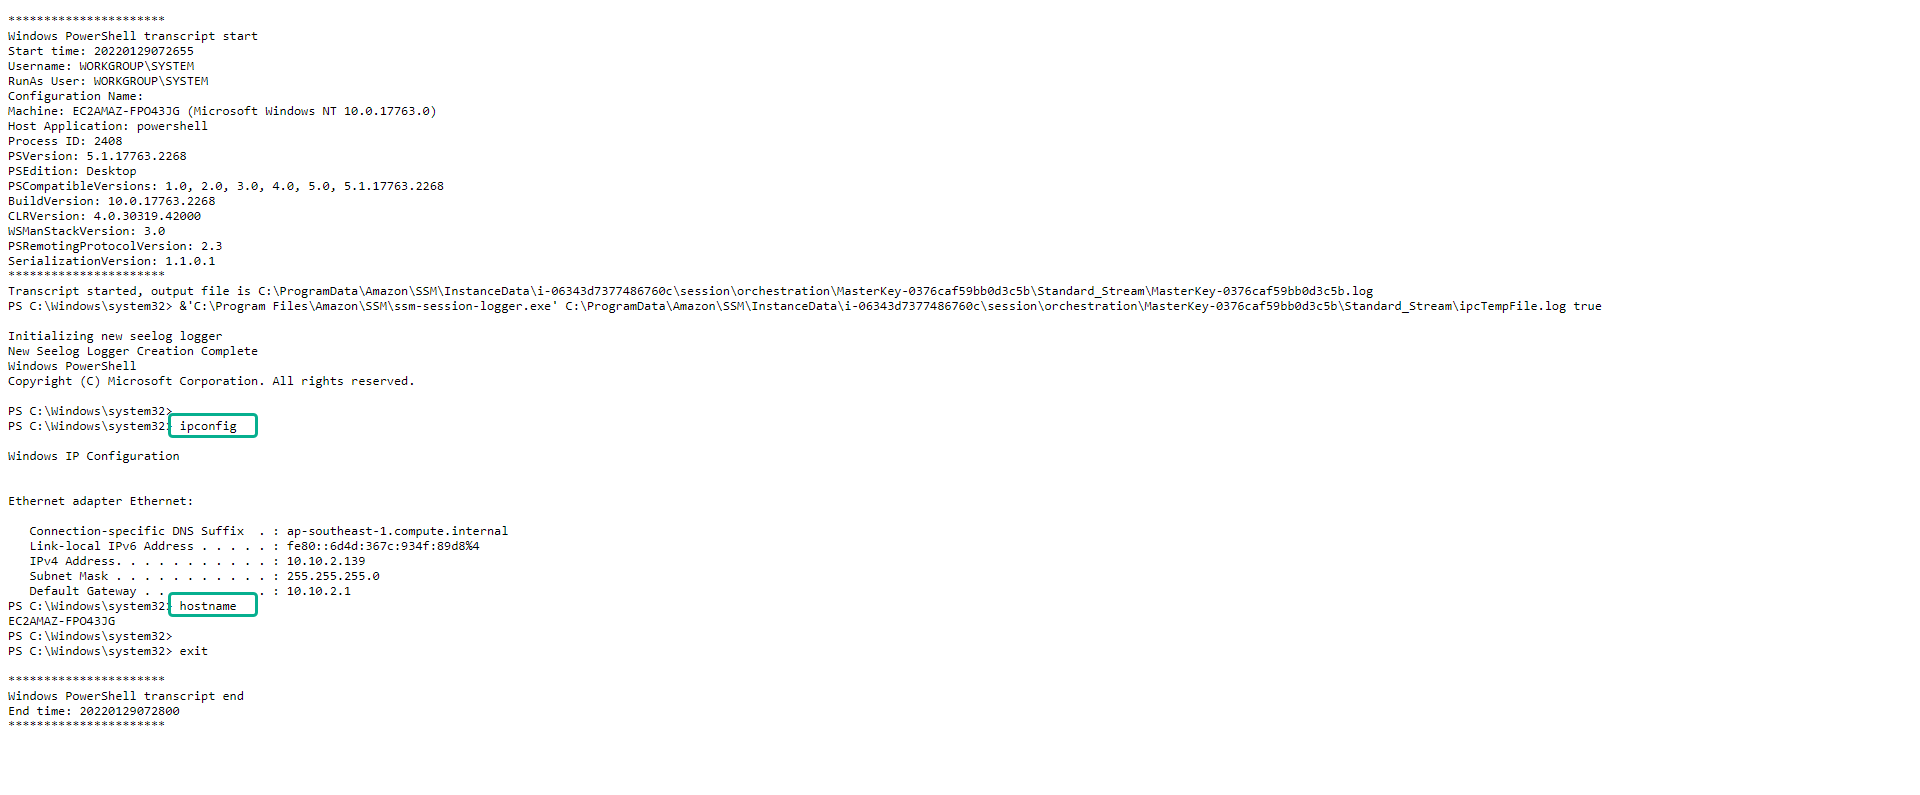 **********************
Windows PowerShell transcript start
Start time: 20220129072655
Username: WORKGROUP\SYSTEM
RunAs User: WORKGROUP\SYSTEM
Configuration Name:
Machine: EC2AMAZ-FPO43JG (Microsoft Windows NT 10.0.17763.0)
Host Application: powershell
Process ID: 2408
PSVersion: 5.1.17763.2268
PSEdition: Desktop
PSCompatibleVersions: 1.0, 2.0, 3.0, 4.0, 5.0, 5.1.17763.2268
BuildVersion: 10.0.17763.2268
CLRVersion: 4.0.30319.42000
WSManStackVersion: 3.0
PSRemotingProtocolVersion: 2.3
SerializationVersion: 1.1.0.1
**********************
Transcript started, output file is C:\ProgramData\Amazon\SSM\InstanceData\i-06343d7377486760c\session\orchestration\MasterKey-0376caf59bb0d3c5b\Standard_Stream\MasterKey-0376caf59bb0d3c5b.log
PS C:\Windows\system32> &'C:\Program Files\Amazon\SSM\ssm-session-logger.exe' C:\ProgramData\Amazon\SSM\InstanceData\i-06343d7377486760c\session\orchestration\MasterKey-0376caf59bb0d3c5b\Standard_Stream\ipcTempFile.log true
Initializing new seelog logger
New Seelog Logger Creation Complete
Windows PowerShell
Copyright (C) Microsoft Corporation. All rights reserved.
PS C:\Windows\system32>
PS C:\Windows\system32> ipconfig
Windows IP Configuration
Ethernet adapter Ethernet:
Connection-specific DNS Suffix  . : ap-southeast-1.compute.internal
Link-local IPv6 Address . . . . . : fe80::6d4d:367c:934f:89d8%4
IPv4 Address. . . . . . . . . . . : 10.10.2.139
Subnet Mask . . . . . . . . . . . : 255.255.255.0
Default Gateway . . . : 10.10.2.1
PS C:\Windows\system32> hostname
EC2AMAZ-FPO43JG
PS C:\Windows\system32>
PS C:\Windows\system32> exit
**********************
Windows PowerShell transcript end
End time: 20220129072800
**********************